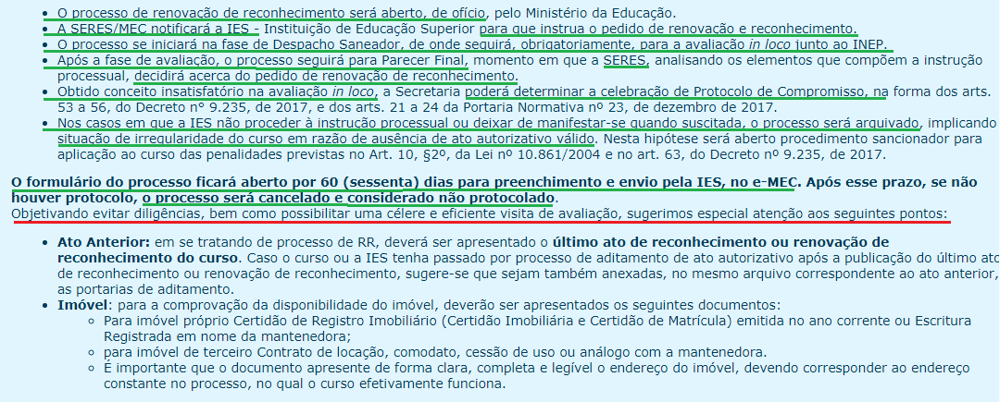 • O processo de renovação de reconhecimento será aberto, de ofício, pelo Ministério da Educação.
• A SERES/MEC notificará a IES - Instituição de Educação Superior para que instrua o pedido de renovação e reconhecimento.
• O processo se iniciará na fase de Despacho Saneador, de onde seguirá, obrigatoriamente, para a avaliação in loco junto ao INEP.
• Após a fase de avaliação, o processo seguirá para Parecer Final, momento em que a SERES, analisando os elementos que compõem a instrução
processual, decidirá acerca do pedido de renovação de reconhecimento.
• Obtido conceito insatisfatório na avaliação in loco, a Secretaria poderá determinar a celebração de Protocolo de Compromisso, na forma dos arts.
53 a 56, do Decreto n° 9.235, de 2017, e dos arts. 21 a 24 da Portaria Normativa nº 23, de dezembro de 2017.
• Nos casos em que a IES não proceder à instrução processual ou deixar de manifestar-se quando suscitada, o processo será arquivado, implicando
situação de irregularidade do curso em razão de ausência de ato autorizativo válido. Nesta hipótese será aberto procedimento sancionador para
aplicação ao curso das penalidades previstas no Art. 10, §2º, da Lei nº 10.861/2004 e no art. 63, do Decreto nº 9.235, de 2017.
O formulário do processo ficará aberto por 60 (sessenta) dias para preenchimento e envio pela IES, no e-MEC. Após esse prazo, se não
houver protocolo, o processo será cancelado e considerado não protocolado.
Objetivando evitar diligências, bem como possibilitar uma célere e eficiente visita de avaliação, sugerimos especial atenção aos seguintes pontos:
• Ato Anterior: em se tratando de processo de RR, deverá ser apresentado o último ato de reconhecimento ou renovação de
reconhecimento do curso. Caso o curso ou a IES tenha passado por processo de aditamento de ato autorizativo após a publicação do último ato
de reconhecimento ou renovação de reconhecimento, sugere-se que sejam também anexadas, no mesmo arquivo correspondente ao ato anterior,
as portarias de aditamento.
• Imóvel: para a comprovação da disponibilidade do imóvel, deverão ser apresentados os seguintes documentos:
◦ Para imóvel próprio Certidão de Registro Imobiliário (Certidão Imobiliária e Certidão de Matrícula) emitida no ano corrente ou Escritura
Registrada em nome da mantenedora;
◦ para imóvel de terceiro Contrato de locação, comodato, cessão de uso ou análogo com a mantenedora.
◦ É importante que o documento apresente de forma clara, completa e legível o endereço do imóvel, devendo corresponder ao endereço
constante no processo, no qual o curso efetivamente funciona.